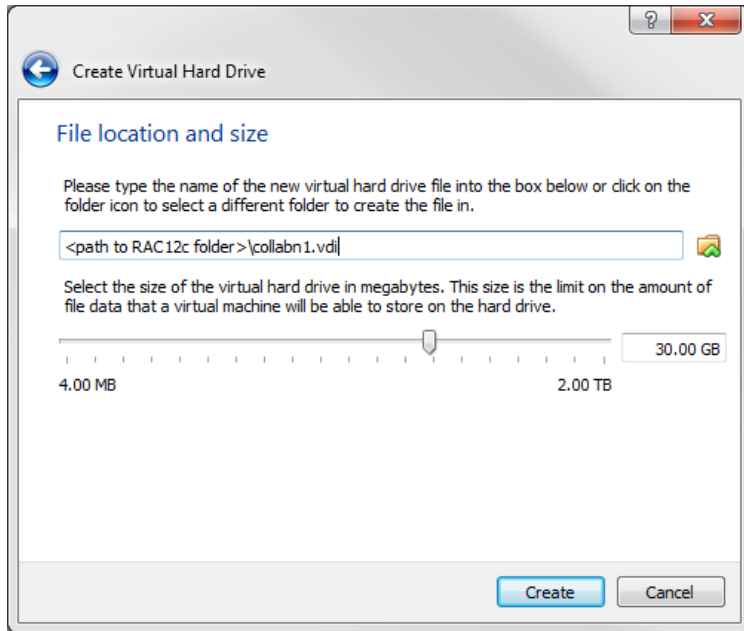 ?
Create Virtual Hard Drive
File location and size
Please type the name of the new virtual hard drive file into the box below or click on the
folder icon to select a different folder to create the file in.
<path to RAC12c folder>\collabn1.vdi
Select the size of the virtual hard drive in megabytes. This size is the limit on the amount of
file data that a virtual machine will be able to store on the hard drive.
30.00 GB
4.00 MB 2.00 TB
Create Cancel